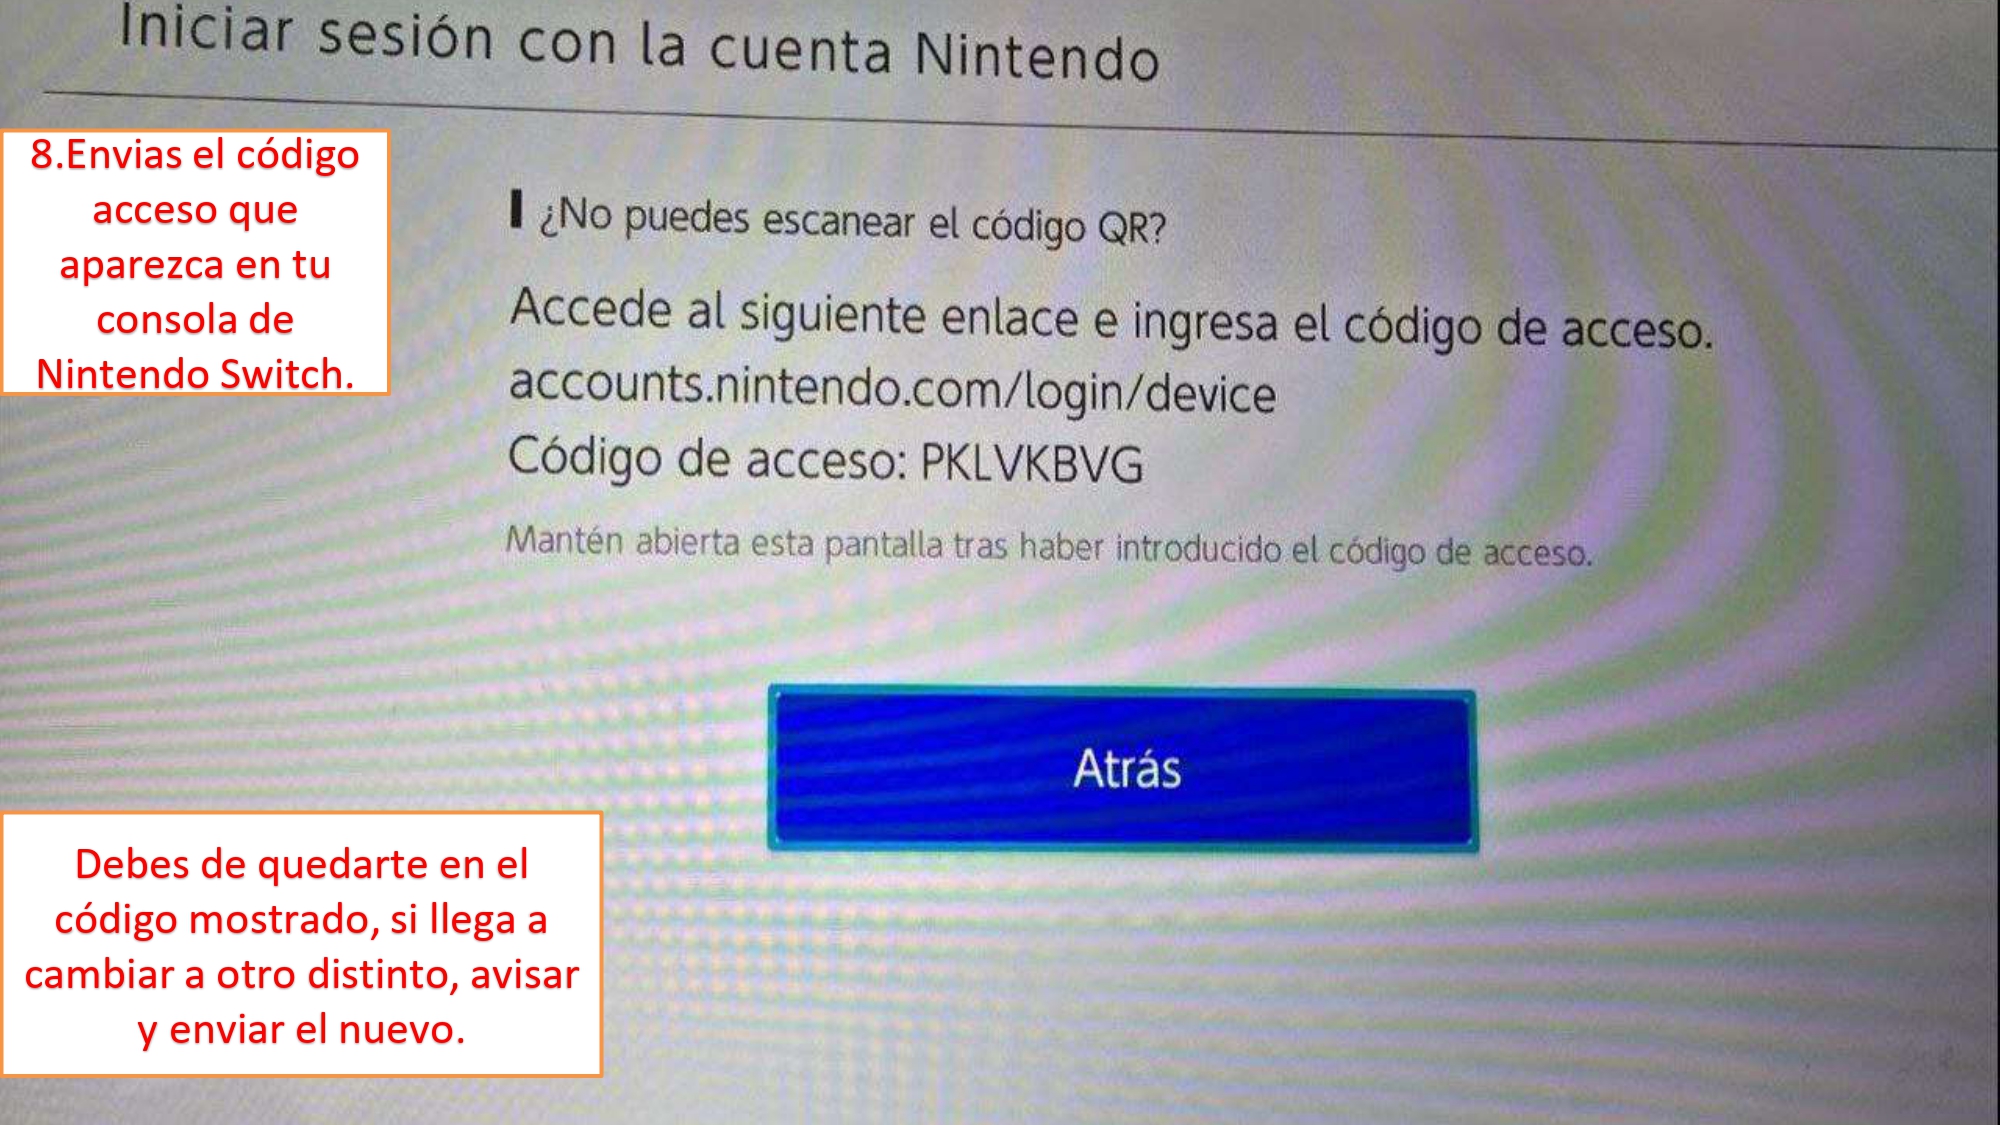 Iniciar sesión con la cuenta Nintendo
8.Envias el código
acceso que
aparezca en tu
consola de
Nintendo Switch.
¿No puedes escanear el código QR?
Accede al siguiente enlace e ingresa el código de acceso.
accounts.nintendo.com/login/device
Código de acceso: PKLVKBVG
Mantén abierta esta pantalla tras haber introducido el código de acceso.
Atrás
Debes de quedarte en el
código mostrado, si llega a
cambiar a otro distinto, avisar
y enviar el nuevo.